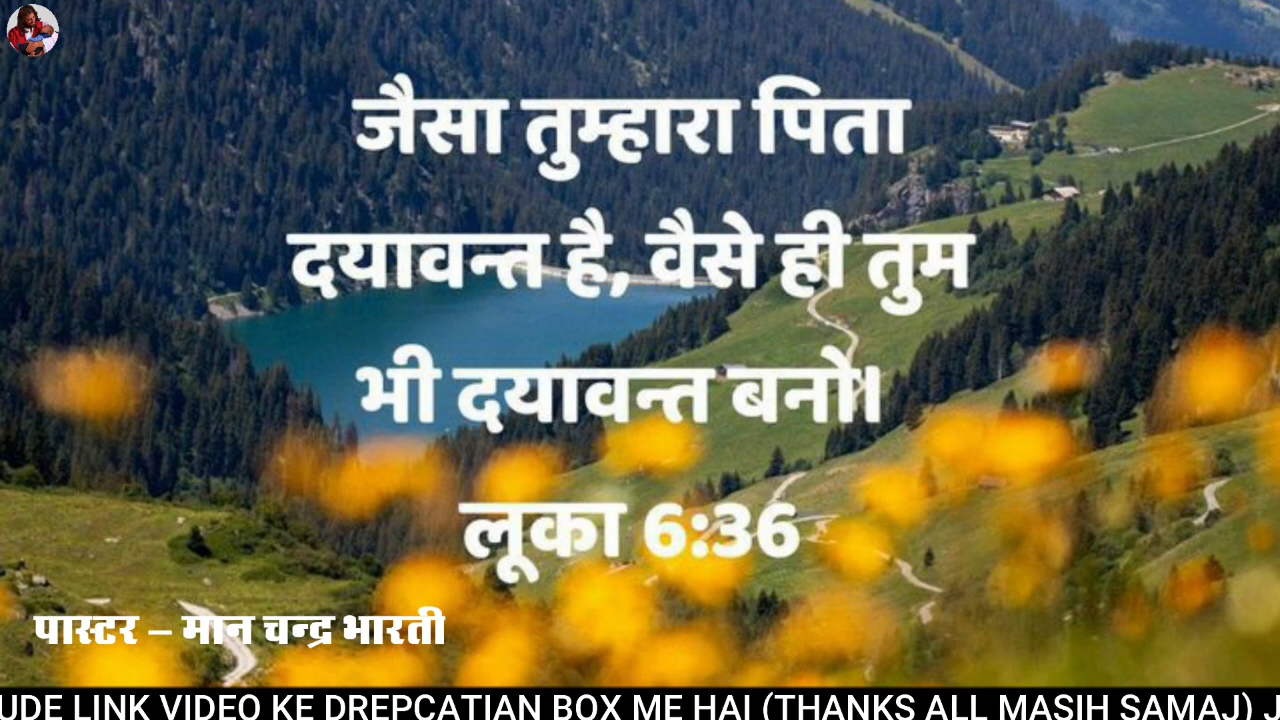 जैसा तुम्हारा पिता
दयावन्त है, वैसे ही तुम
भी दयावन्त बनो।
लूका 6:36
पास्टर – मान चन्द्र भारती
UDE LINK VIDEO KE DREPCATIAN BOX ME HAI (THANKS ALL MASIH SAMAJ) J